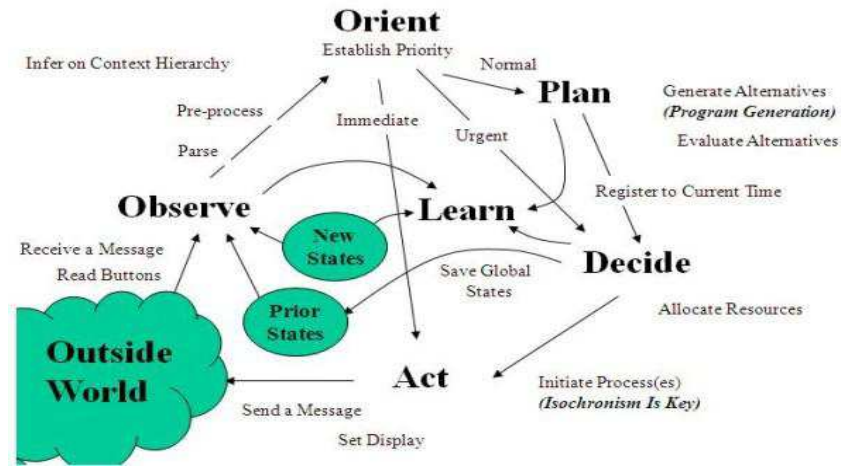 Orient
Establish Priority
Infer on Context Hierarchy
Normal
Plan
Generate Alternatives
(Program Generation)
Pre-process
Immediate
Urgent
Evaluate Alternatives
Parse
Register to Current Time
Observe
Learn
New
States
Receive a Message
Read Buttons
Decide
Save Global
States
Prior
States
Allocate Resources
Outside
World
Act
Initiate Process(es)
(Isochronism Is Key)
Send a Message
Set Display